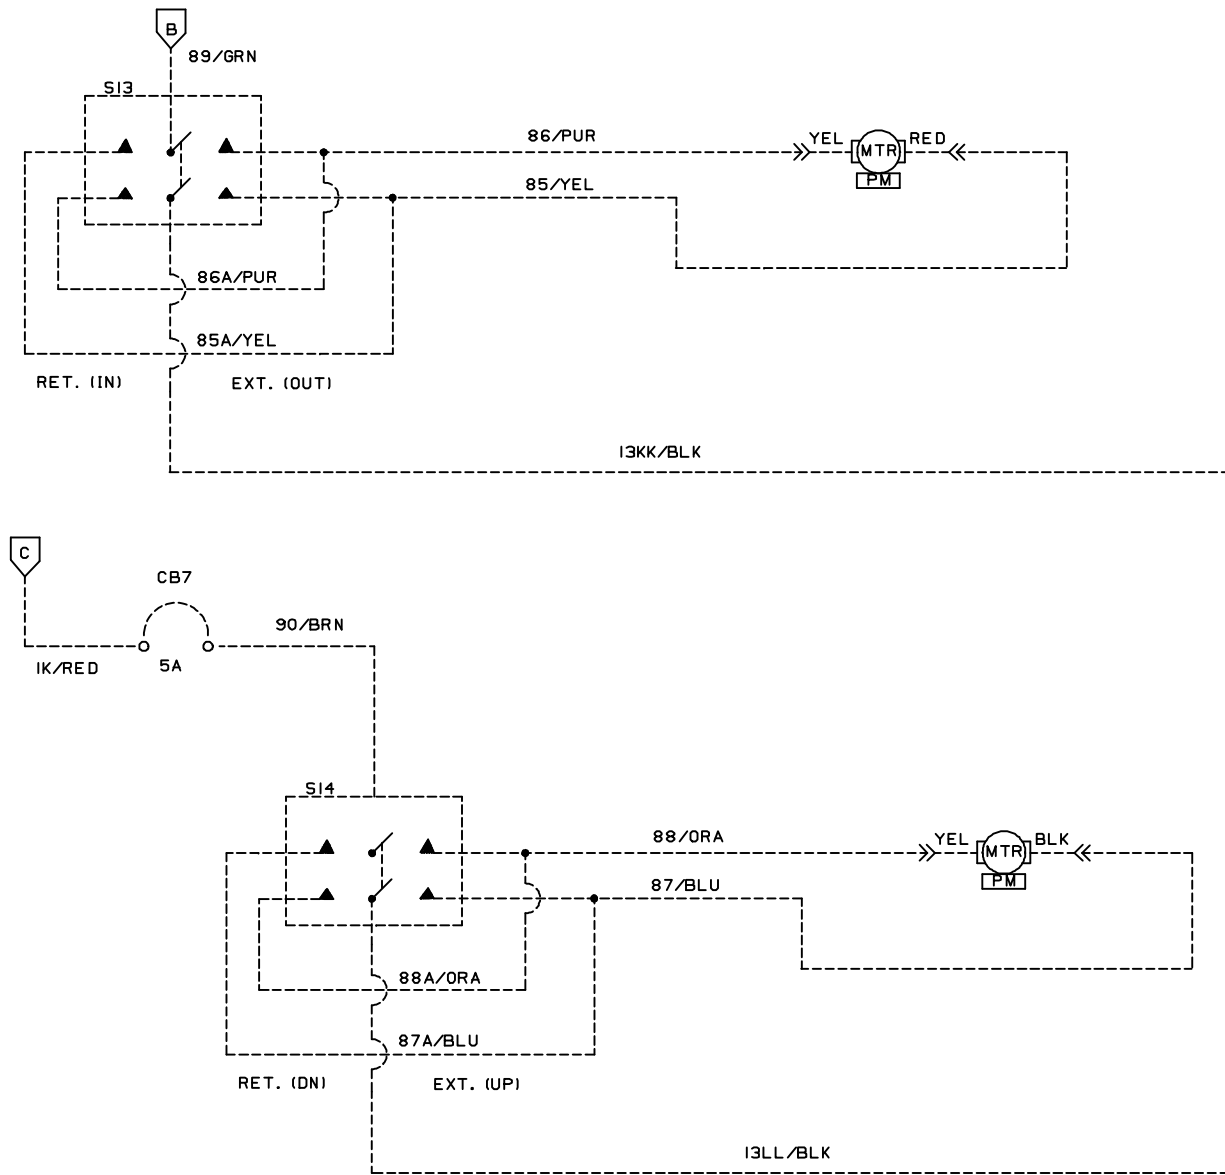 B
89/GRN
S13
86/PUR
YEL
MTR
RED
PM
85/YEL
86A/PUR
85A/YEL
RET. (IN)
EXT. (OUT)
13KK/BLK
C
CB7
90/BRN
1K/RED
5A
S14
88/ORA
YEL
MTR
BLK
PM
87/BLU
88A/ORA
87A/BLU
RET. (DN)
EXT. (UP)
13LL/BLK